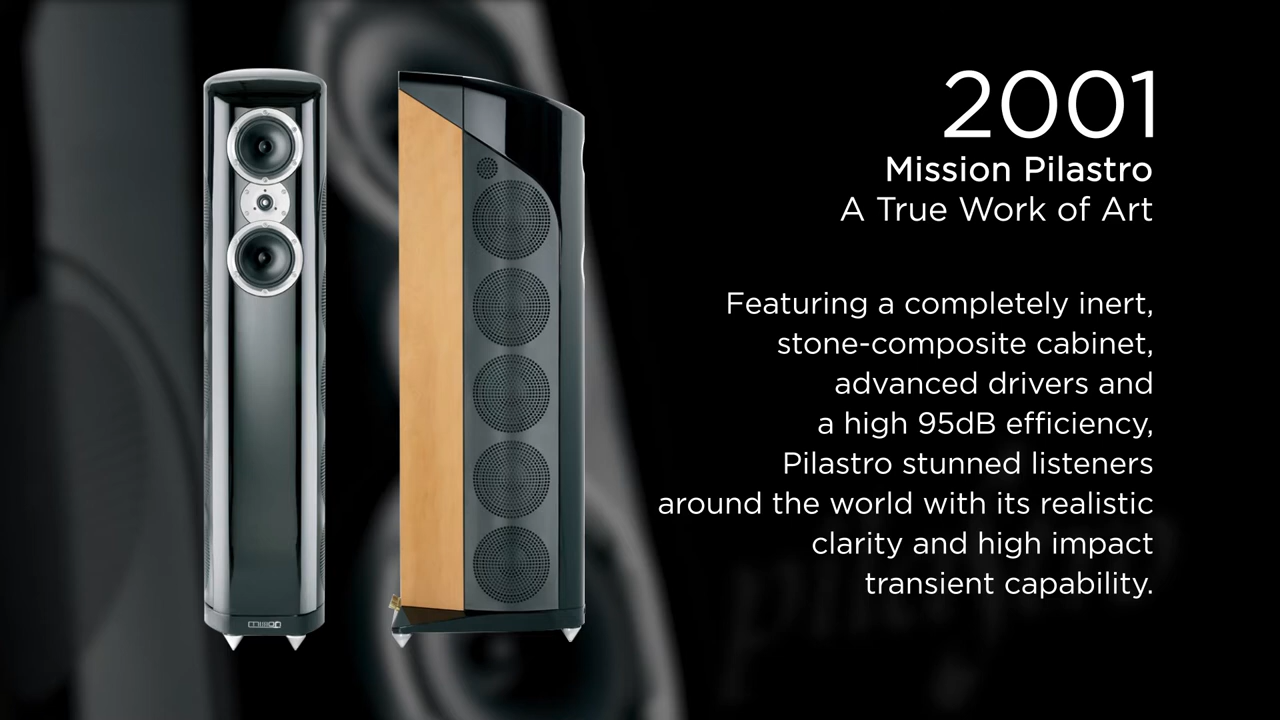 2001
Mission Pilastro
A True Work of Art
Featuring a completely inert,
stone-composite cabinet,
advanced drivers and
a high 95dB efficiency,
Pilastro stunned listeners
around the world with its realistic
clarity and high impact
transient capability.